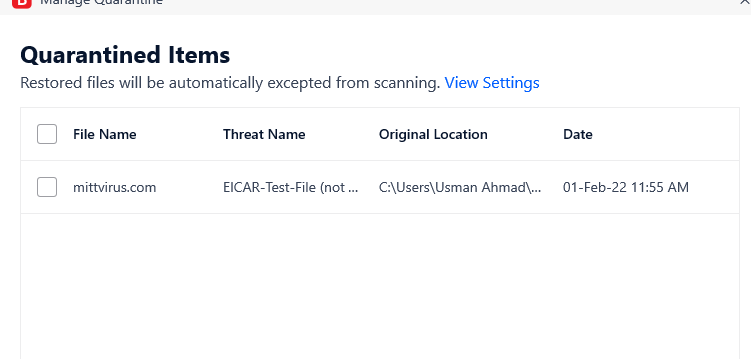 B Manage Quarantine
Quarantined Items
Restored files will be automatically excepted from scanning. View Settings
File Name Threat Name Original Location Date
mittvirus.com EICAR-Test-File (not ... C:\Users\Usman Ahmad\... 01-Feb-22 11:55 AM